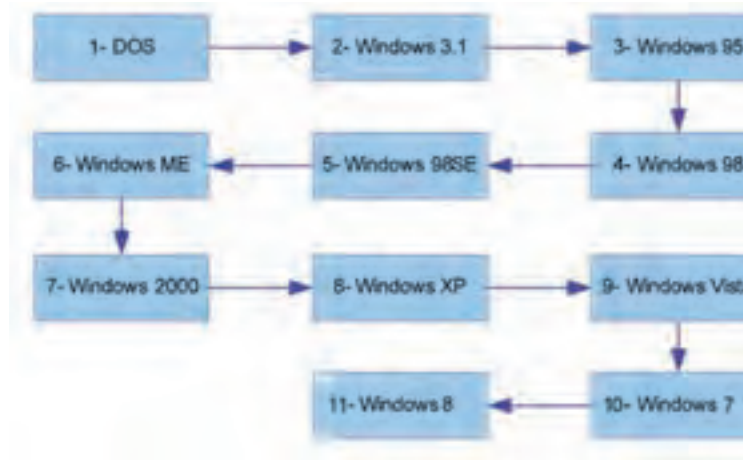 1- DOS
2- Windows 3.1
3- Windows 95
4- Windows 98
5- Windows 98SE
6- Windows ME
7- Windows 2000
8- Windows XP
9- Windows Vist
10- Windows 7
11- Windows 8